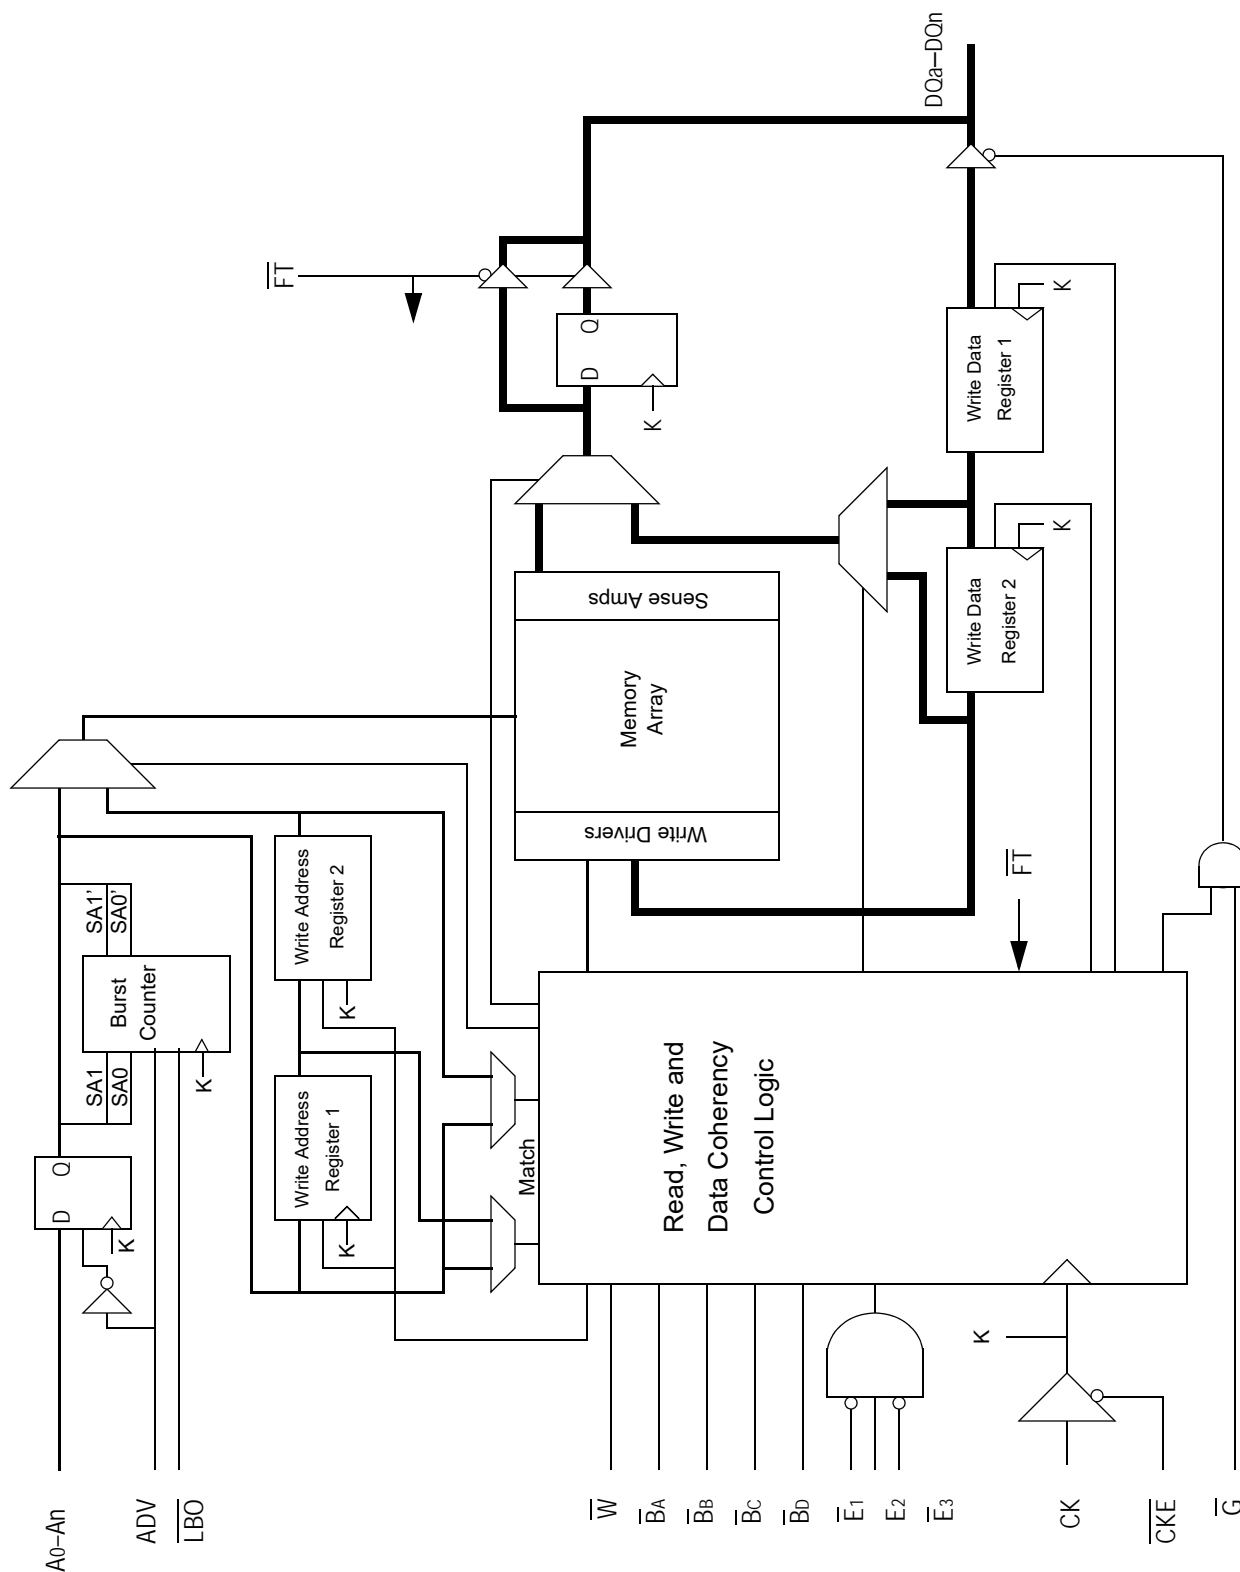 A0–An
ADV
LBO
W
BA
BB
BC
BD
E1
E2
E3
CK
CKE
G
D
Q
K
SA1
SA0
Burst
Counter
SA1’
SA0’
K
Write Address
Register 1
K
Write Address
Register 2
K
Match
Read, Write and
Data Coherency
Control Logic
K
FT
Write Drivers
Memory
Array
Sense Amps
D
Q
K
FT
Write Data
Register 2
K
Write Data
Register 1
K
DQa–DQn